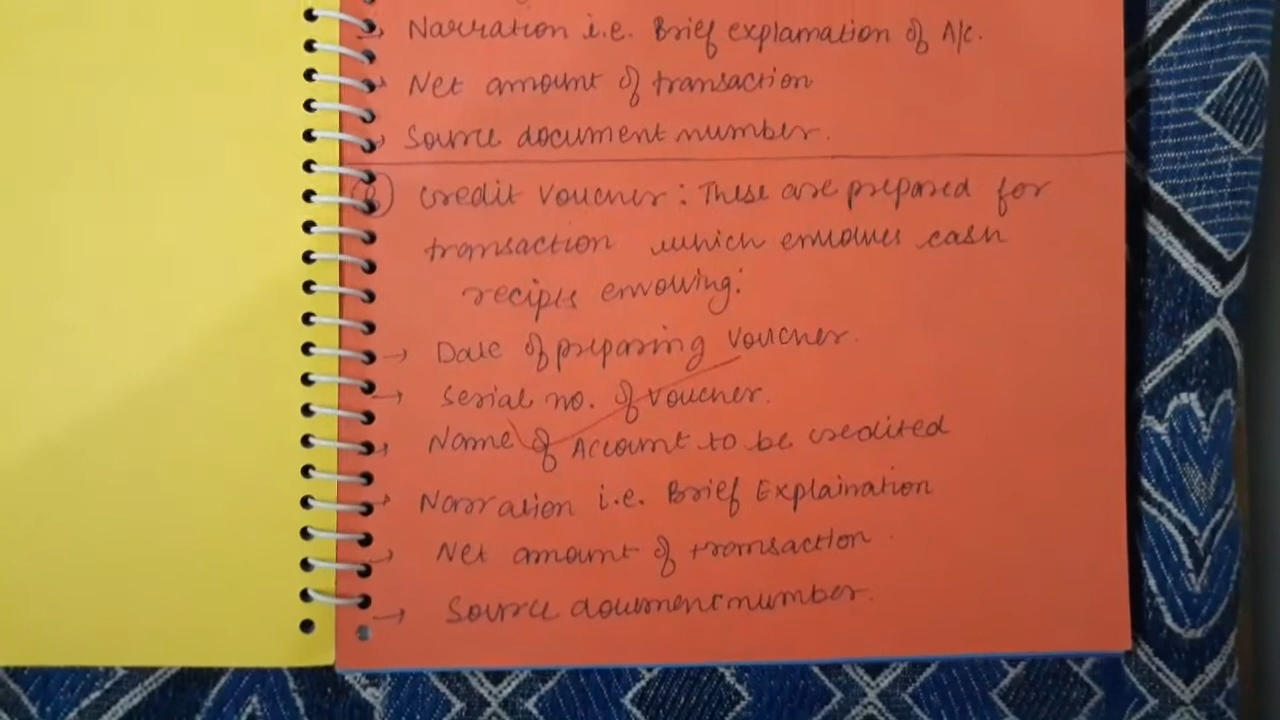 → Narration i.e. Brief explamation of A/c.
→ Net amount of transaction
→ Source document number.
② Credit Voucher: These are prepared for
transaction which envolves cash
recipts envolving:
→ Date of preparing Voucher.
→ Serial no. of voucher.
→ Name of Account to be credited
→ Narration i.e. Brief Explaination
→ Net amount of transaction
→ Source document number.